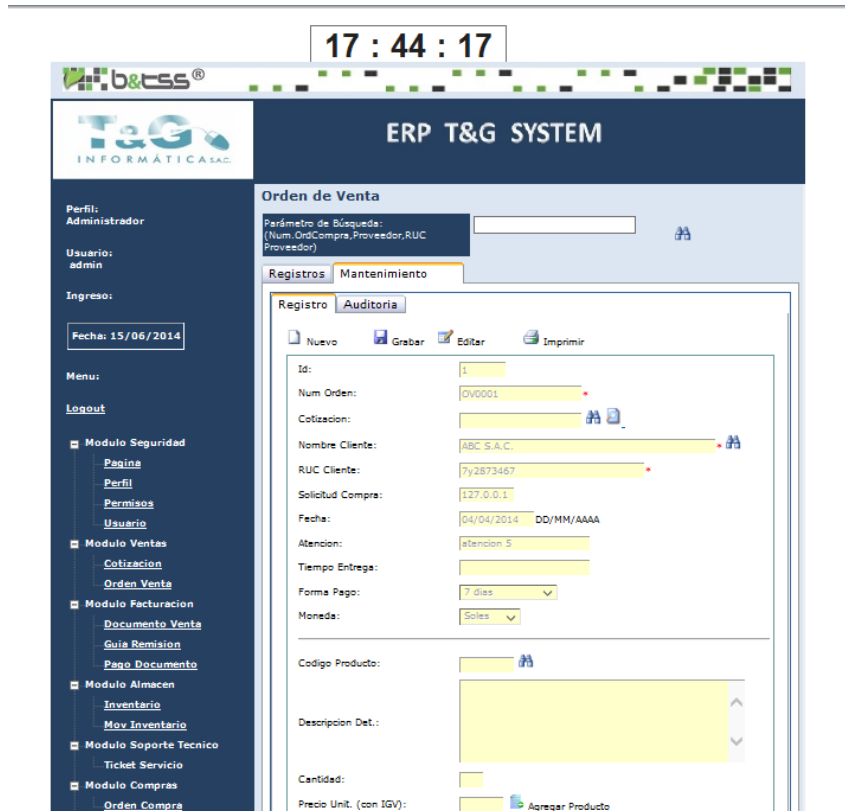 17 : 44 : 17
b&tss®
T&G
INFORMÁTICA S.A.C.
ERP T&G SYSTEM
Perfil:
Administrador
Usuario:
admin
Ingreso:
Fecha: 15/06/2014
Menu:
Logout
Modulo Seguridad
Pagina
Perfil
Permisos
Usuario
Modulo Ventas
Cotizacion
Orden Venta
Modulo Facturacion
Documento Venta
Guia Remision
Pago Documento
Modulo Almacen
Inventario
Mov Inventario
Modulo Soporte Tecnico
Ticket Servicio
Modulo Compras
Orden Compra
Orden de Venta
Parámetro de Búsqueda:
(Num.OrdCompra,Proveedor,RUC
Proveedor)
Registros Mantenimiento
Registro Auditoria
Nuevo Grabar Editar Imprimir
Id: 1
Num Orden: OV0001 *
Cotizacion:
Nombre Cliente: ABC S.A.C. *
RUC Cliente: 7y2873467 *
Solicitud Compra: 127.0.0.1
Fecha: 04/04/2014 DD/MM/AAAA
Atencion: atencion 5
Tiempo Entrega:
Forma Pago: 7 dias
Moneda: Soles
Codigo Producto:
Descripcion Det.:
Cantidad:
Precio Unit. (con IGV): Agregar Producto